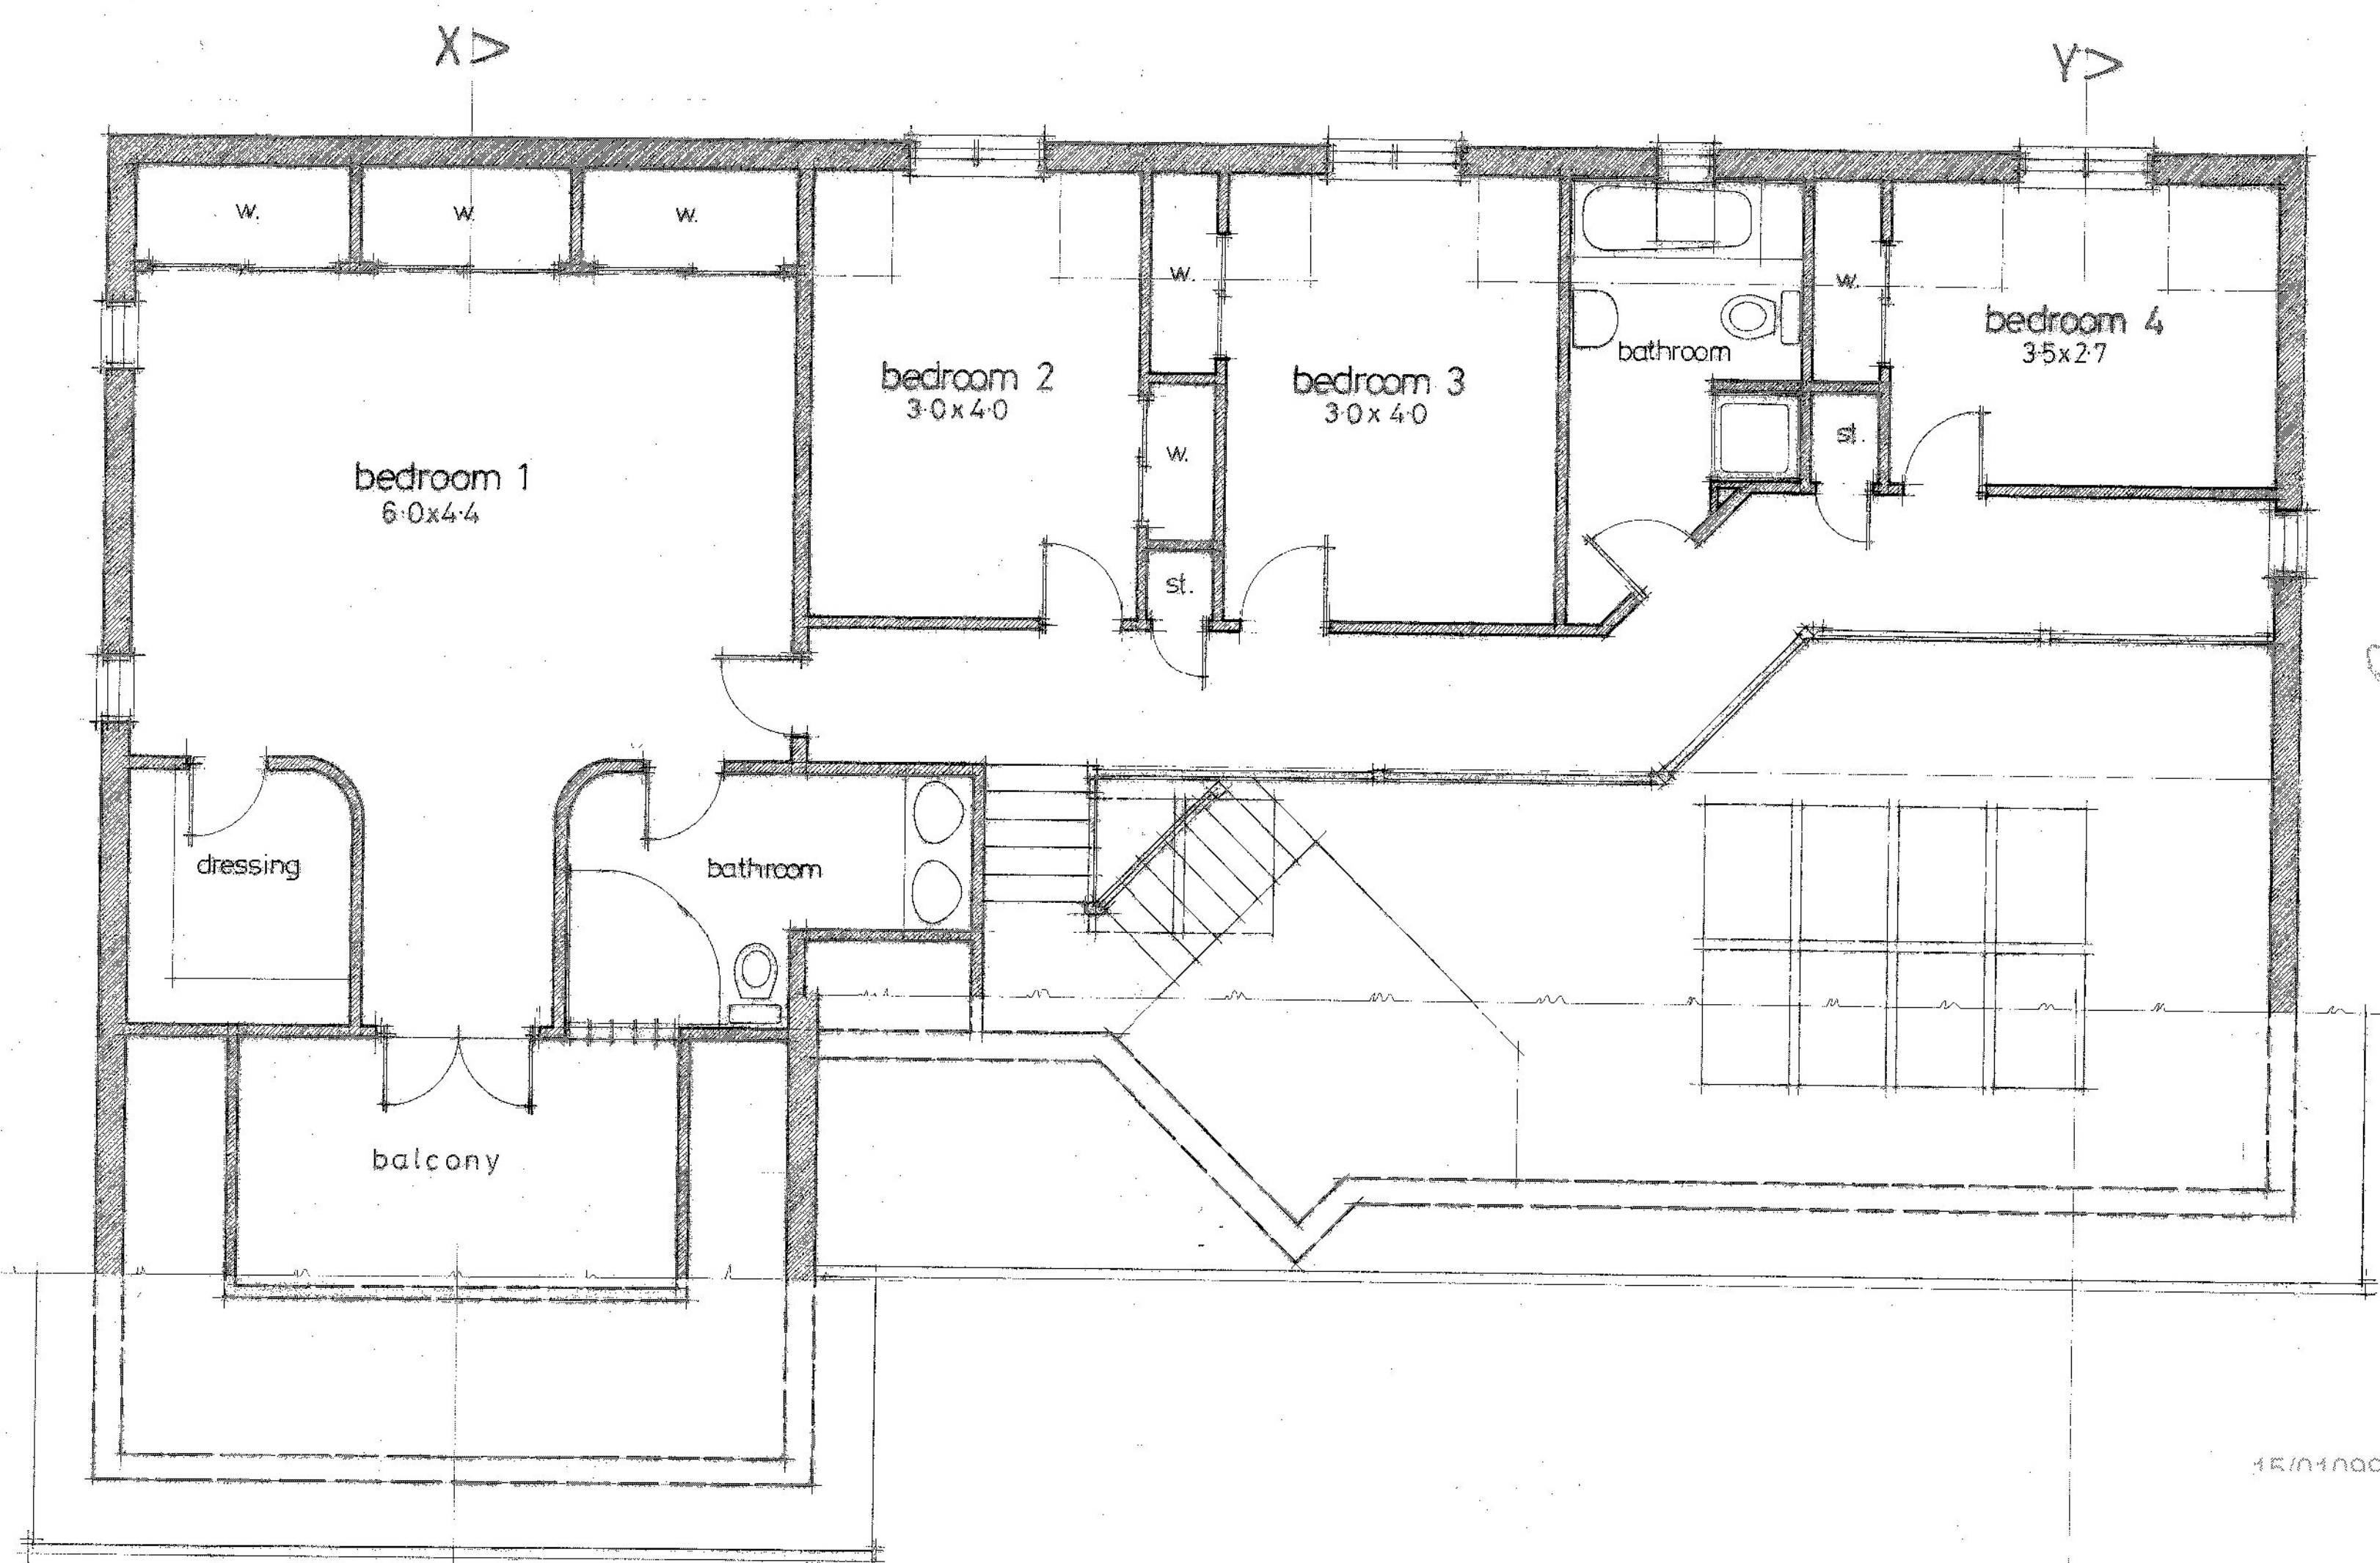 X
Y
w.
w.
w.
w.
w.
bedroom 4
3·5x2·7
bathroom
bedroom 2
3·0x4·0
bedroom 3
3·0x4·0
w.
st.
bedroom 1
6·0x4·4
st.
dressing
bathroom
balcony